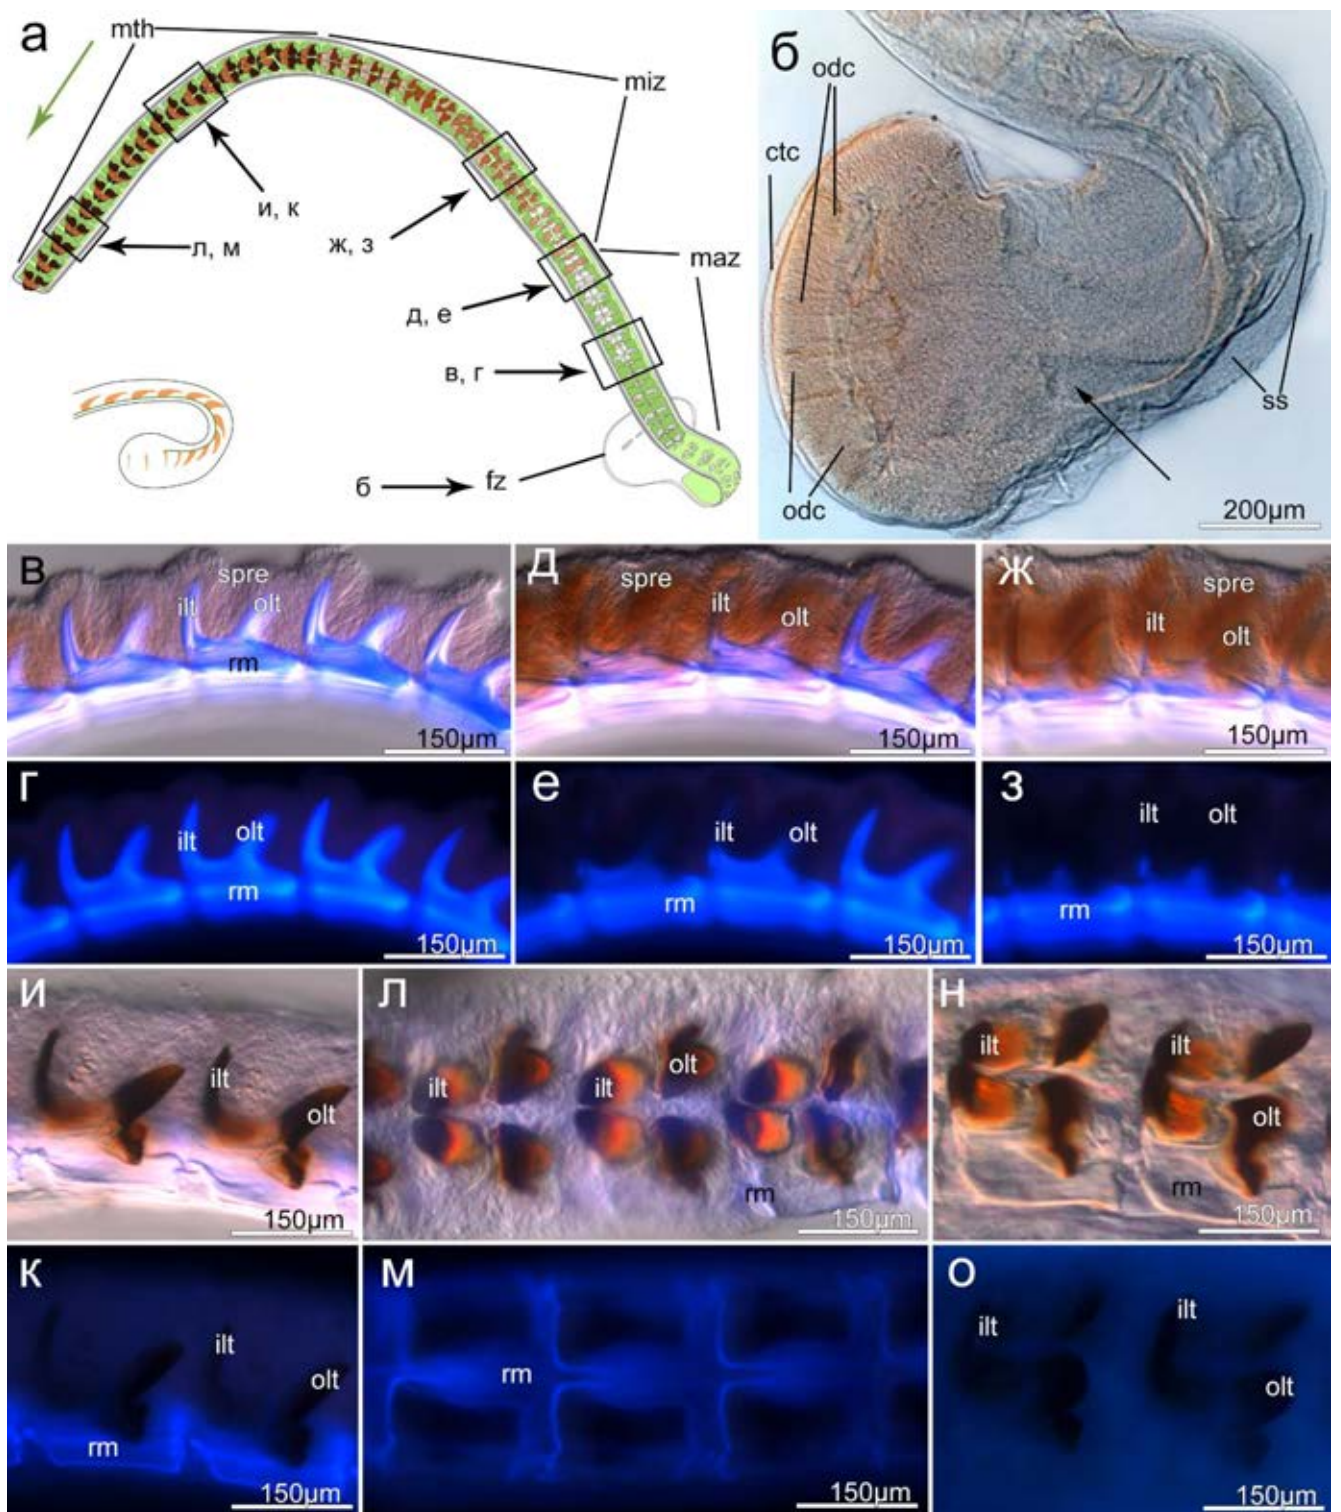 а
mth
miz
и, к
л, м
ж, з
maz
д, е
в, г
б
fz
б
odc
ctc
ss
odc
200µm
в
spre
ilt
olt
rm
150µm
д
spre
ilt
olt
150µm
ж
spre
ilt
olt
150µm
г
ilt
olt
rm
150µm
е
ilt
olt
rm
150µm
з
ilt
olt
rm
150µm
и
ilt
olt
150µm
л
ilt
ilt
olt
rm
150µm
н
ilt
ilt
olt
rm
150µm
к
ilt
olt
rm
150µm
м
rm
150µm
о
ilt
ilt
olt
150µm